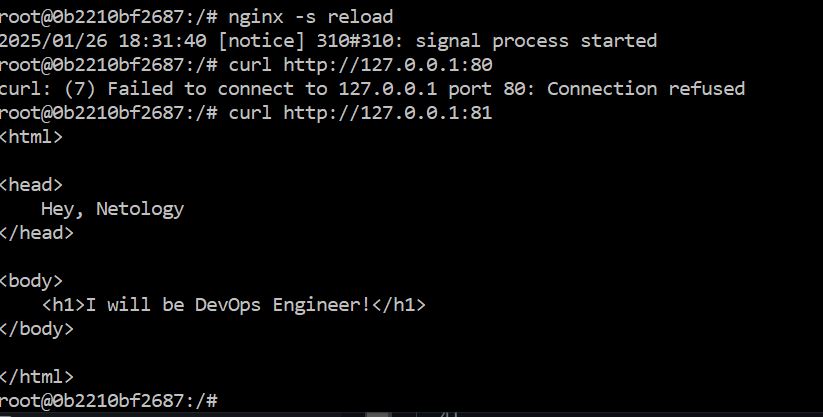 root@0b2210bf2687:/# nginx -s reload
2025/01/26 18:31:40 [notice] 310#310: signal process started
root@0b2210bf2687:/# curl http://127.0.0.1:80
curl: (7) Failed to connect to 127.0.0.1 port 80: Connection refused
root@0b2210bf2687:/# curl http://127.0.0.1:81
<html>

<head>
    Hey, Netology
</head>

<body>
    <h1>I will be DevOps Engineer!</h1>
</body>

</html>
root@0b2210bf2687:/#